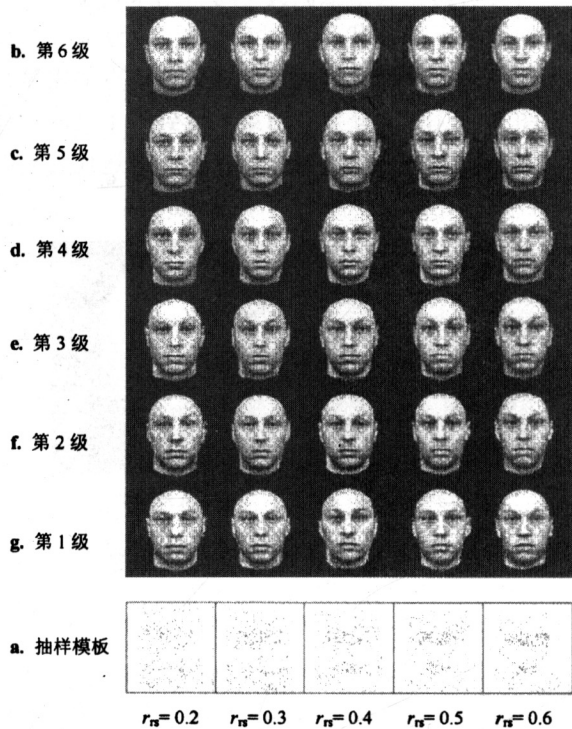 b. 第6级
c. 第5级
d. 第4级
e. 第3级
f. 第2级
g. 第1级
a. 抽样模板
r_rs= 0.2 r_rs= 0.3 r_rs= 0.4 r_rs= 0.5 r_rs= 0.6